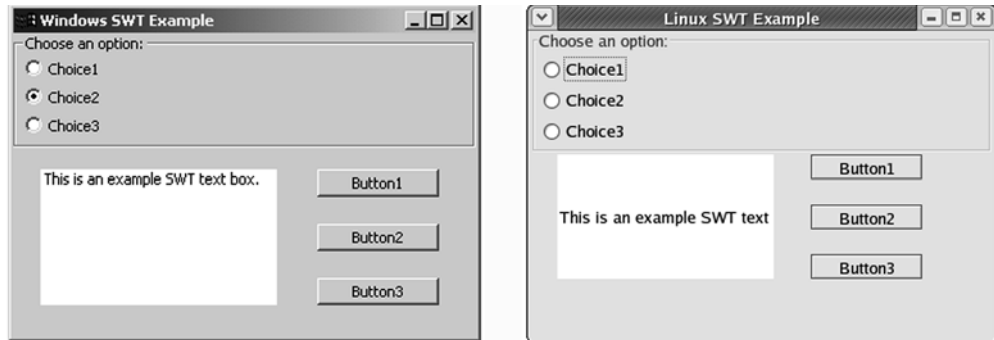 Windows SWT Example
Choose an option:
Choice1
Choice2
Choice3
This is an example SWT text box.
Button1
Button2
Button3
Linux SWT Example
Choose an option:
Choice1
Choice2
Choice3
This is an example SWT text
Button1
Button2
Button3